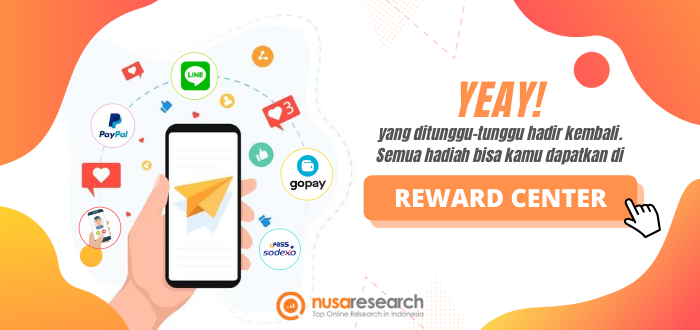 LINE
3
PayPal
gopay
PASS
sodexo
YEAY!
yang ditunggu-tunggu hadir kembali.
Semua hadiah bisa kamu dapatkan di
REWARD CENTER
nusaresearch
Top Online Research in Indonesia